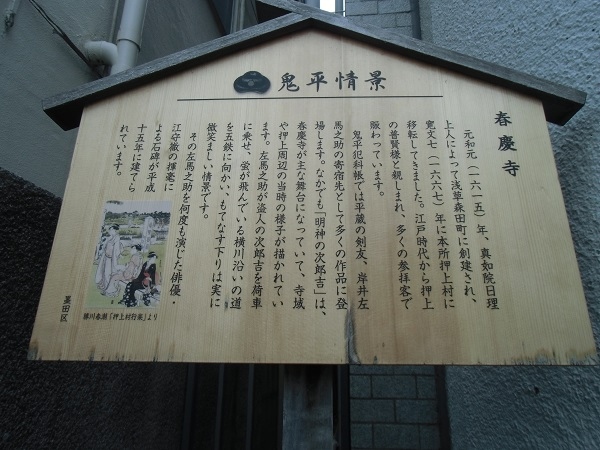 鬼平情景
春慶寺
元和元(一六一五)年、真如院日理
上人によって浅草森田町に創建され、
寛文七(一六六七)年に本所押上村に
移転してきました。江戸時代から押上
の普賢様と親しまれ、多くの参拝客で
賑わっています。
鬼平犯科帳では平蔵の剣友、岸井左
馬之助の寄宿先として多くの作品に登
場します。なかでも「明神の次郎吉」は、
春慶寺が主な舞台になっていて、寺域
や押上周辺の当時の様子が描かれてい
ます。左馬之助が盗人の次郎吉を荷車
に乗せ、蛍が飛んでいる横川沿いの道
を五鉄に向かい、もてなす下りは実に
微笑ましい情景です。
その左馬之助を何度も演じた俳優・
江守徹の揮毫に
よる石碑が平成
十五年に建てら
れています。
勝川春潮「押上村行楽」より
墨田区